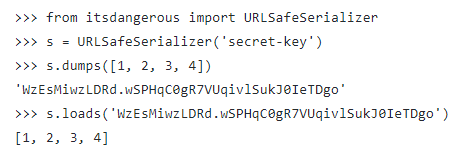 >>> from itsdangerous import URLSafeSerializer
>>> s = URLSafeSerializer('secret-key')
>>> s.dumps([1, 2, 3, 4])
'WzEsMiwzLDRd.wSPHqC0gR7VUqivlSukJ0IeTDgo'
>>> s.loads('WzEsMiwzLDRd.wSPHqC0gR7VUqivlSukJ0IeTDgo')
[1, 2, 3, 4]